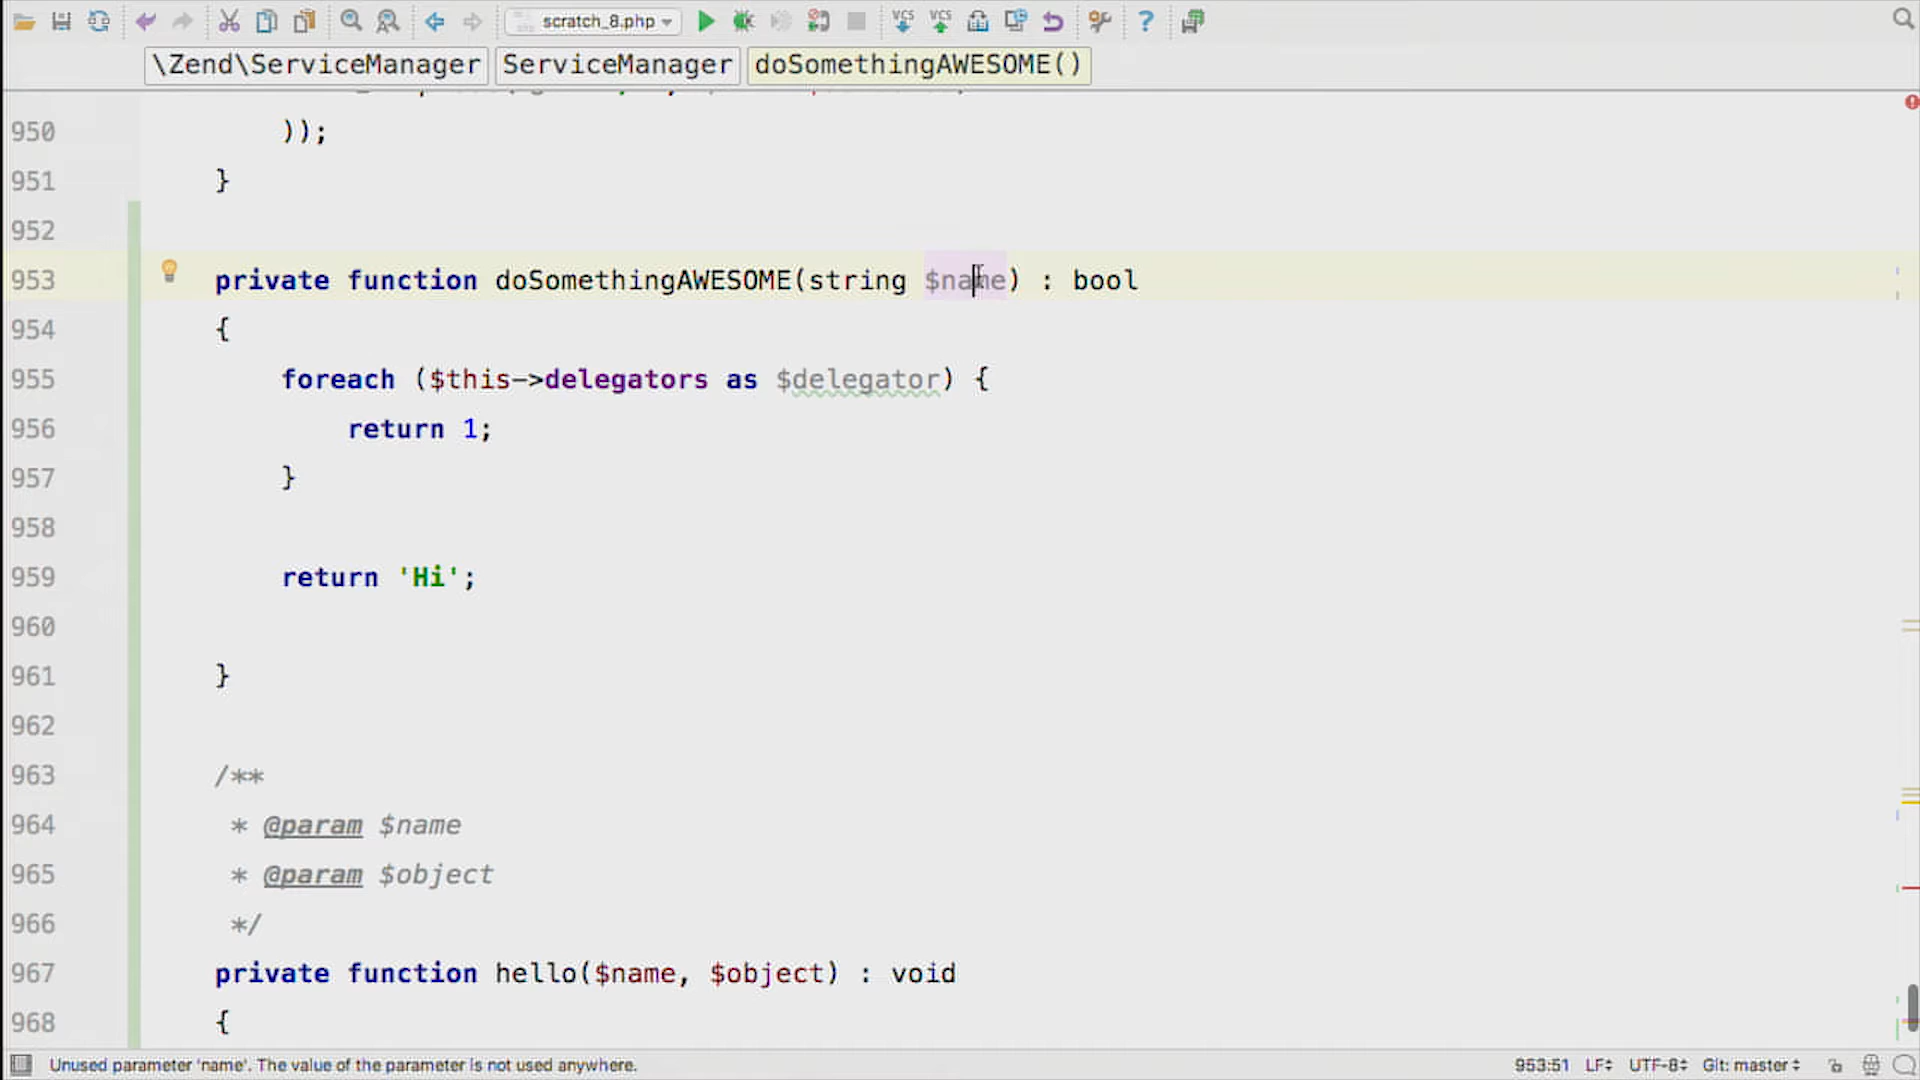 scratch_8.php
VCS VCS
\Zend\ServiceManager ServiceManager doSomethingAWESOME()
950 ));
951 }
952
953 private function doSomethingAWESOME(string $name) : bool
954 {
955 foreach ($this->delegators as $delegator) {
956 return 1;
957 }
958
959 return 'Hi';
960
961 }
962
963 /**
964 * @param $name
965 * @param $object
966 */
967 private function hello($name, $object) : void
968 {
Unused parameter 'name'. The value of the parameter is not used anywhere. 953:51 LF UTF-8 Git: master